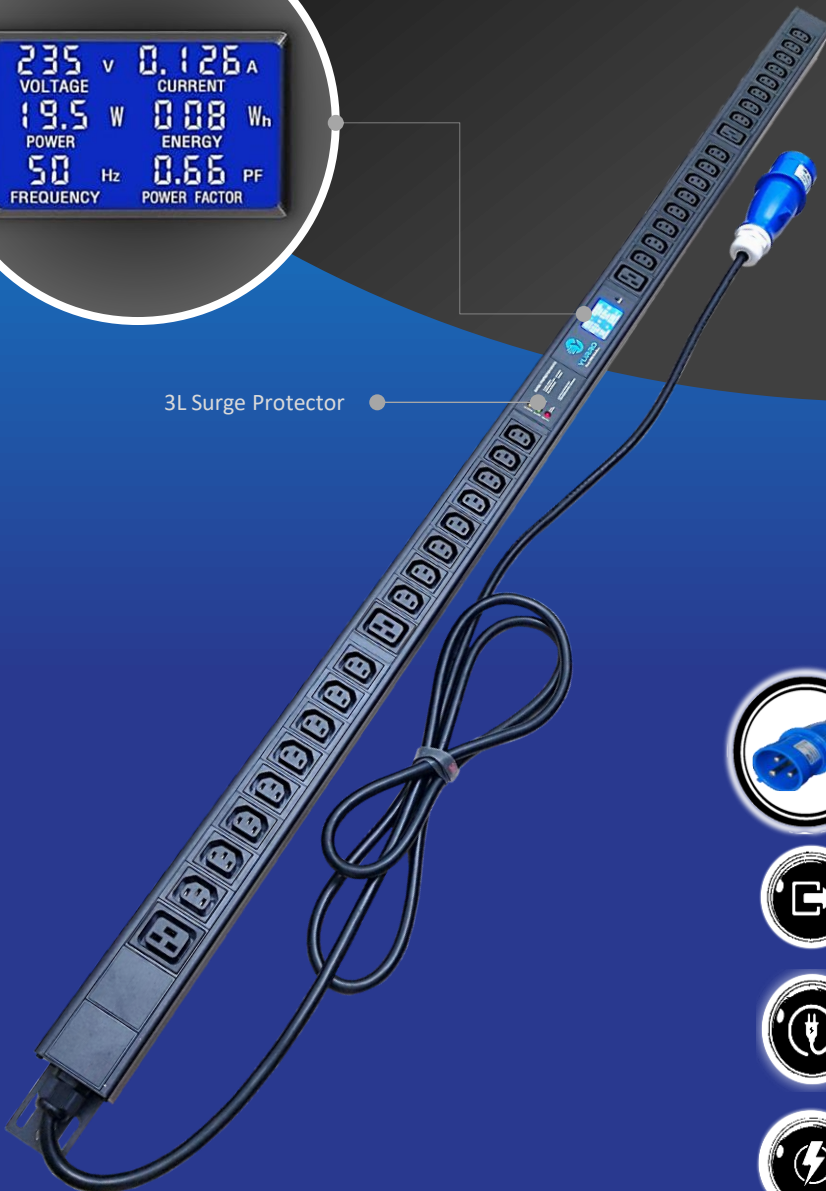 235 V 0.126 A
VOLTAGE CURRENT
19.5 W 008 Wh
POWER ENERGY
50 Hz 0.66 PF
FREQUENCY POWER FACTOR
3L Surge Protector